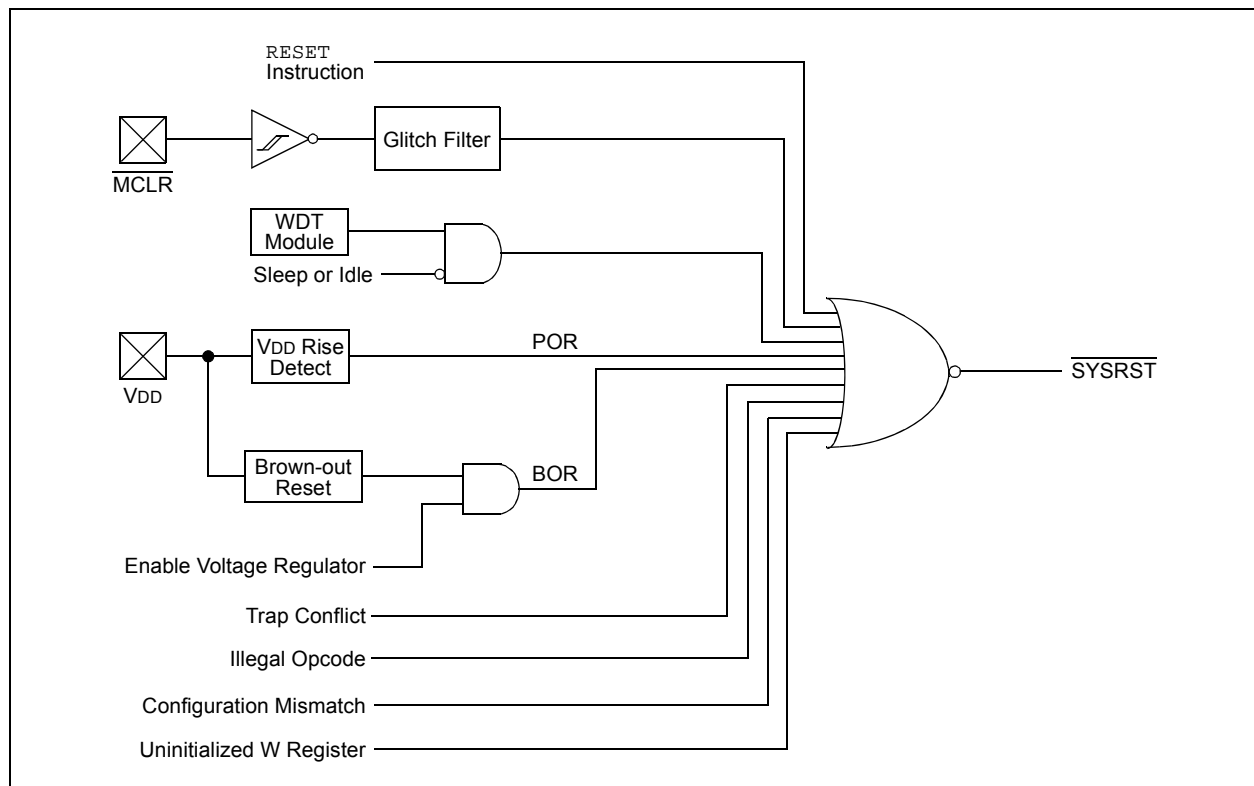 RESET
Instruction
Glitch Filter
MCLR
WDT
Module
Sleep or Idle
VDD Rise
Detect
POR
SYSRST
VDD
Brown-out
Reset
BOR
Enable Voltage Regulator
Trap Conflict
Illegal Opcode
Configuration Mismatch
Uninitialized W Register